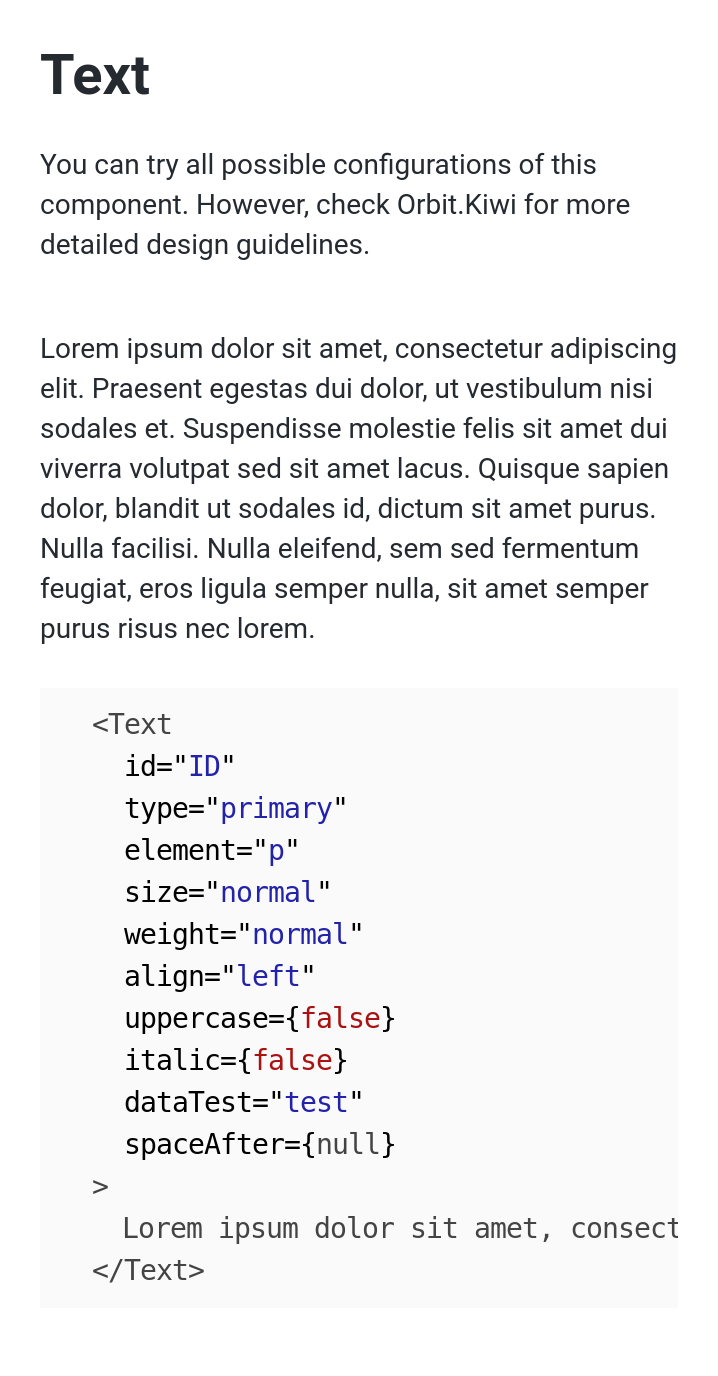 Text
You can try all possible configurations of this
component. However, check Orbit.Kiwi for more
detailed design guidelines.
Lorem ipsum dolor sit amet, consectetur adipiscing
elit. Praesent egestas dui dolor, ut vestibulum nisi
sodales et. Suspendisse molestie felis sit amet dui
viverra volutpat sed sit amet lacus. Quisque sapien
dolor, blandit ut sodales id, dictum sit amet purus.
Nulla facilisi. Nulla eleifend, sem sed fermentum
feugiat, eros ligula semper nulla, sit amet semper
purus risus nec lorem.
<Text
id="ID"
type="primary"
element="p"
size="normal"
weight="normal"
align="left"
uppercase={false}
italic={false}
dataTest="test"
spaceAfter={null}
>
Lorem ipsum dolor sit amet, consect
</Text>